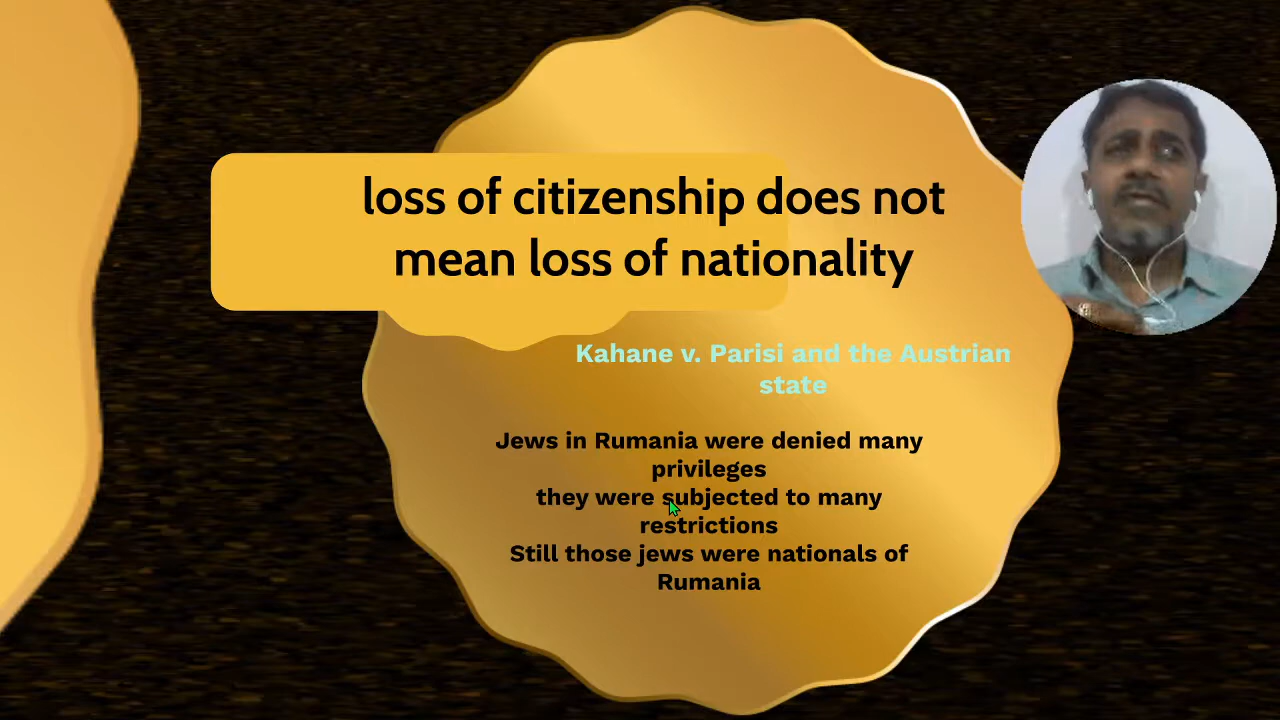 loss of citizenship does not
mean loss of nationality
Kahane v. Parisi and the Austrian
state
Jews in Rumania were denied many
privileges
they were subjected to many
restrictions
Still those jews were nationals of
Rumania